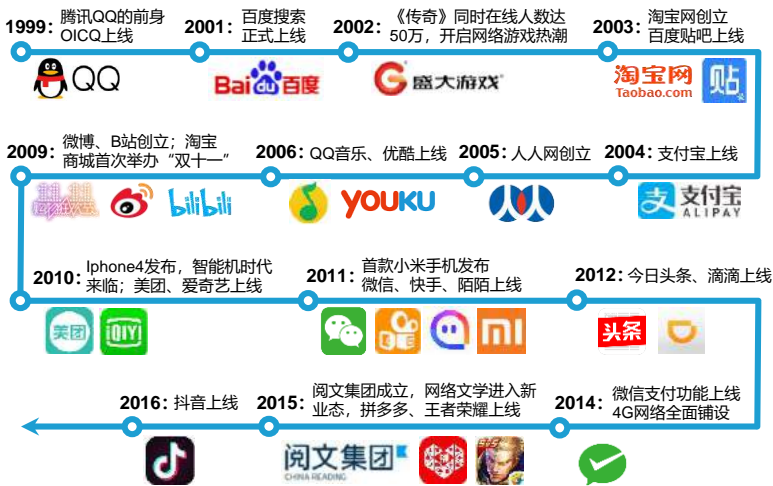 1999：腾讯QQ的前身
OICQ上线
2001：百度搜索
正式上线
2002：《传奇》同时在线人数达
50万，开启网络游戏热潮
2003：淘宝网创立
百度贴吧上线
QQ
Bai du 百度
G 盛大游戏
淘宝网
Taobao.com
贴
2009：微博、B站创立；淘宝
商城首次举办“双十一”
2006：QQ音乐、优酷上线
2005：人人网创立
2004：支付宝上线
11.11
bilibili
YOUKU
支 支付宝
ALIPAY
2010：Iphone4发布，智能机时代
来临；美团、爱奇艺上线
2011：首款小米手机发布
微信、快手、陌陌上线
2012：今日头条、滴滴上线
美团
iQIYI
mi
头条
2016：抖音上线
2015：阅文集团成立，网络文学进入新
业态，拼多多、王者荣耀上线
2014：微信支付功能上线
4G网络全面铺设
阅文集团
CHINA READING